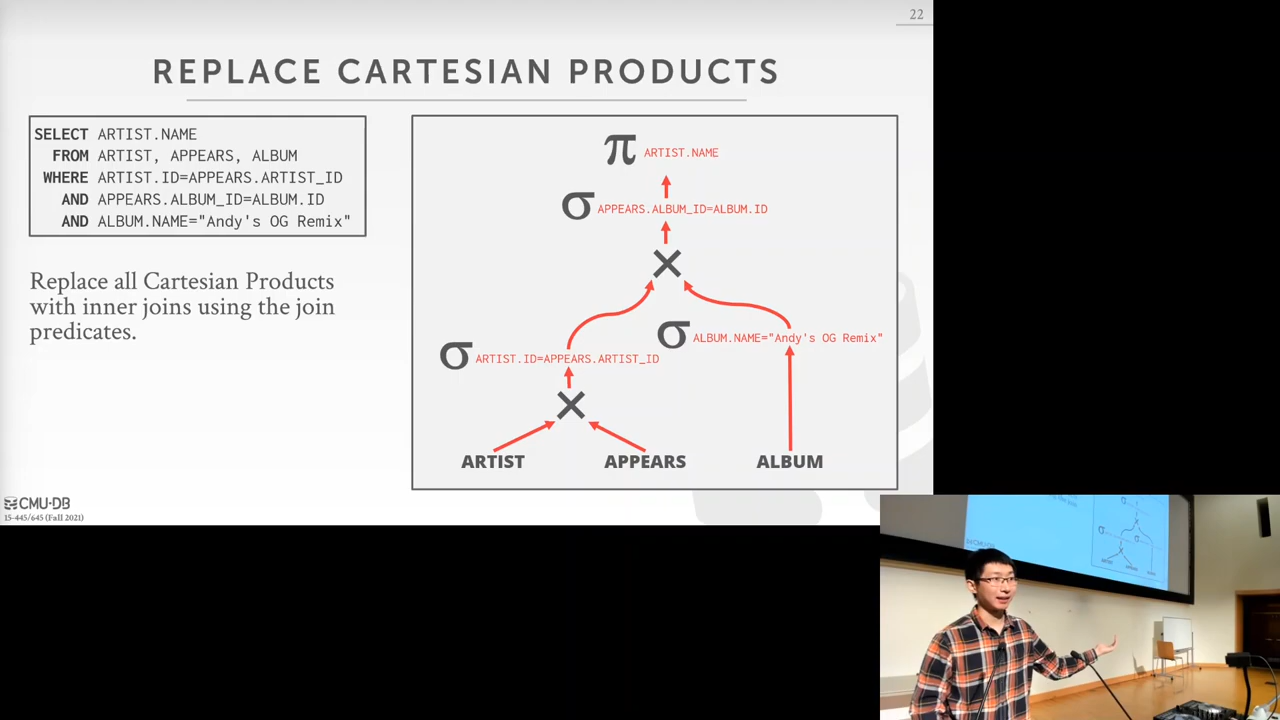 22
REPLACE CARTESIAN PRODUCTS
SELECT ARTIST.NAME
FROM ARTIST, APPEARS, ALBUM
WHERE ARTIST.ID=APPEARS.ARTIST_ID
AND APPEARS.ALBUM_ID=ALBUM.ID
AND ALBUM.NAME="Andy's OG Remix"
Replace all Cartesian Products
with inner joins using the join
predicates.
π ARTIST.NAME
σ APPEARS.ALBUM_ID=ALBUM.ID
×
σ ALBUM.NAME="Andy's OG Remix"
σ ARTIST.ID=APPEARS.ARTIST_ID
×
ARTIST APPEARS ALBUM
CMU·DB
15-445/645 (Fall 2021)